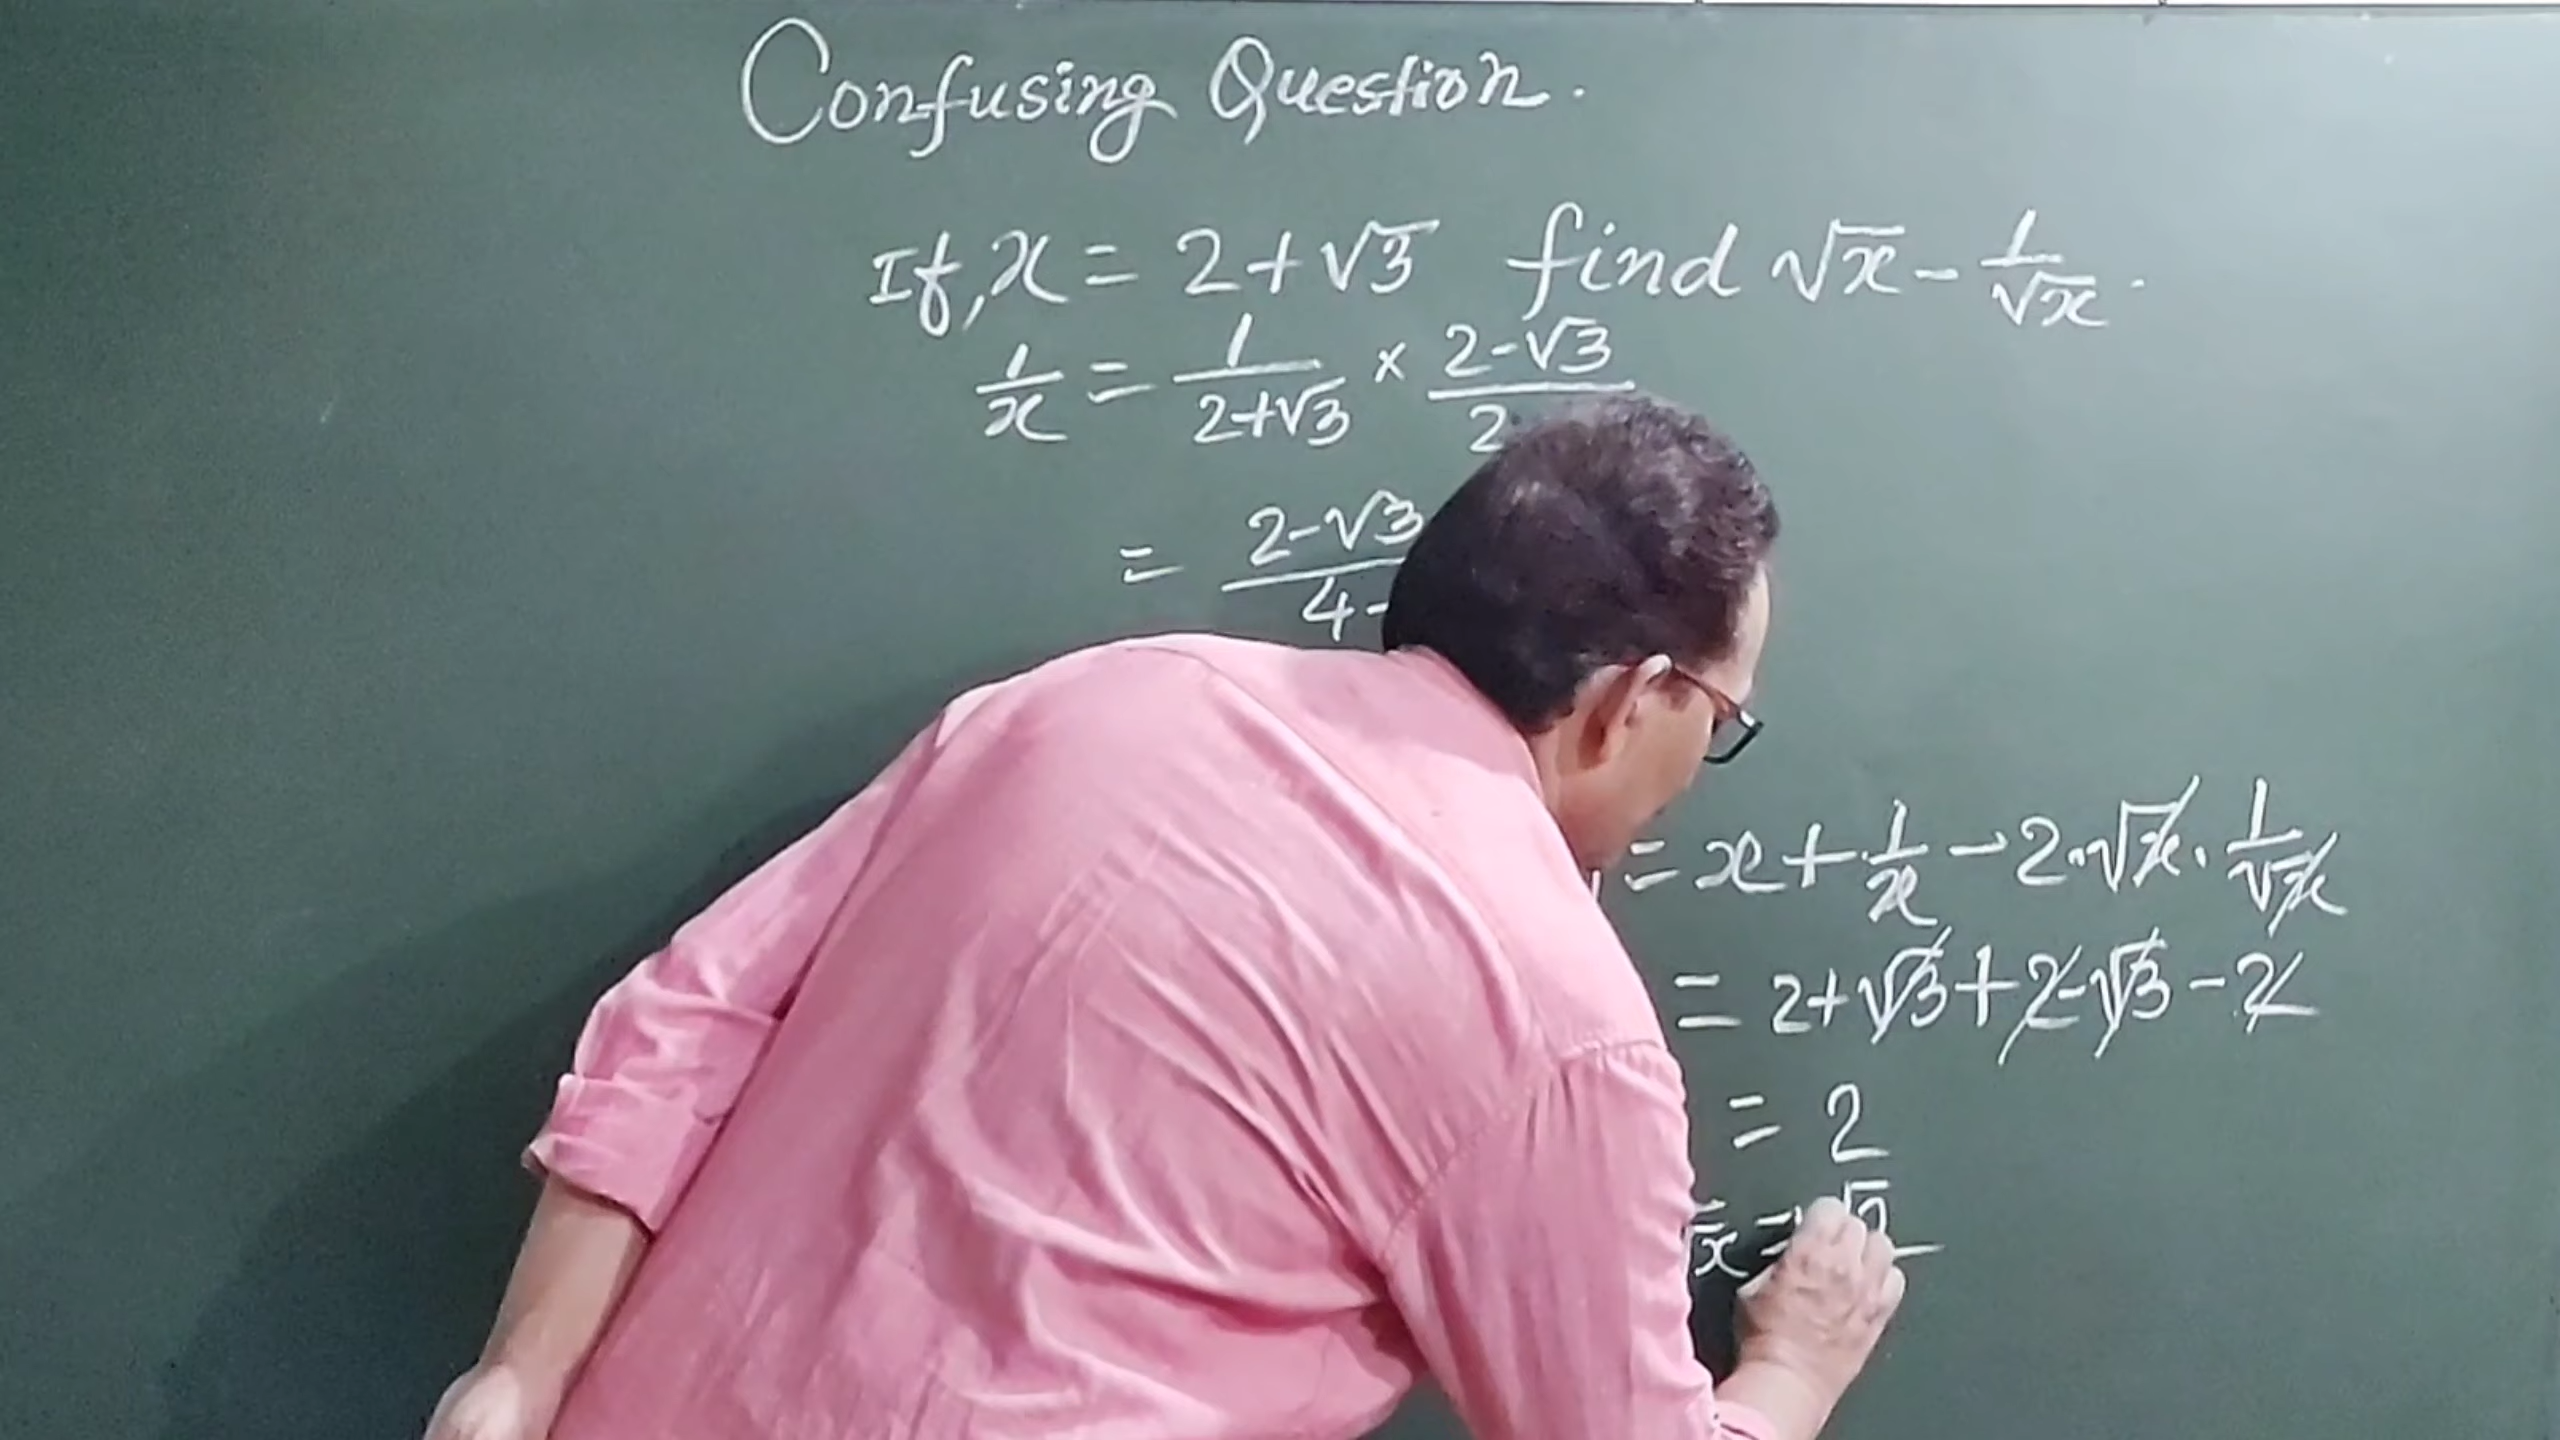 Confusing Question.
If, x = 2+√3 find √x - 1/√x.
1/x = 1/(2+√3) × (2-√3)/2
= (2-√3)/(4-
= x + 1/x - 2·√x·1/√x
= 2+√3+2-√3-2
= 2
√x = √2